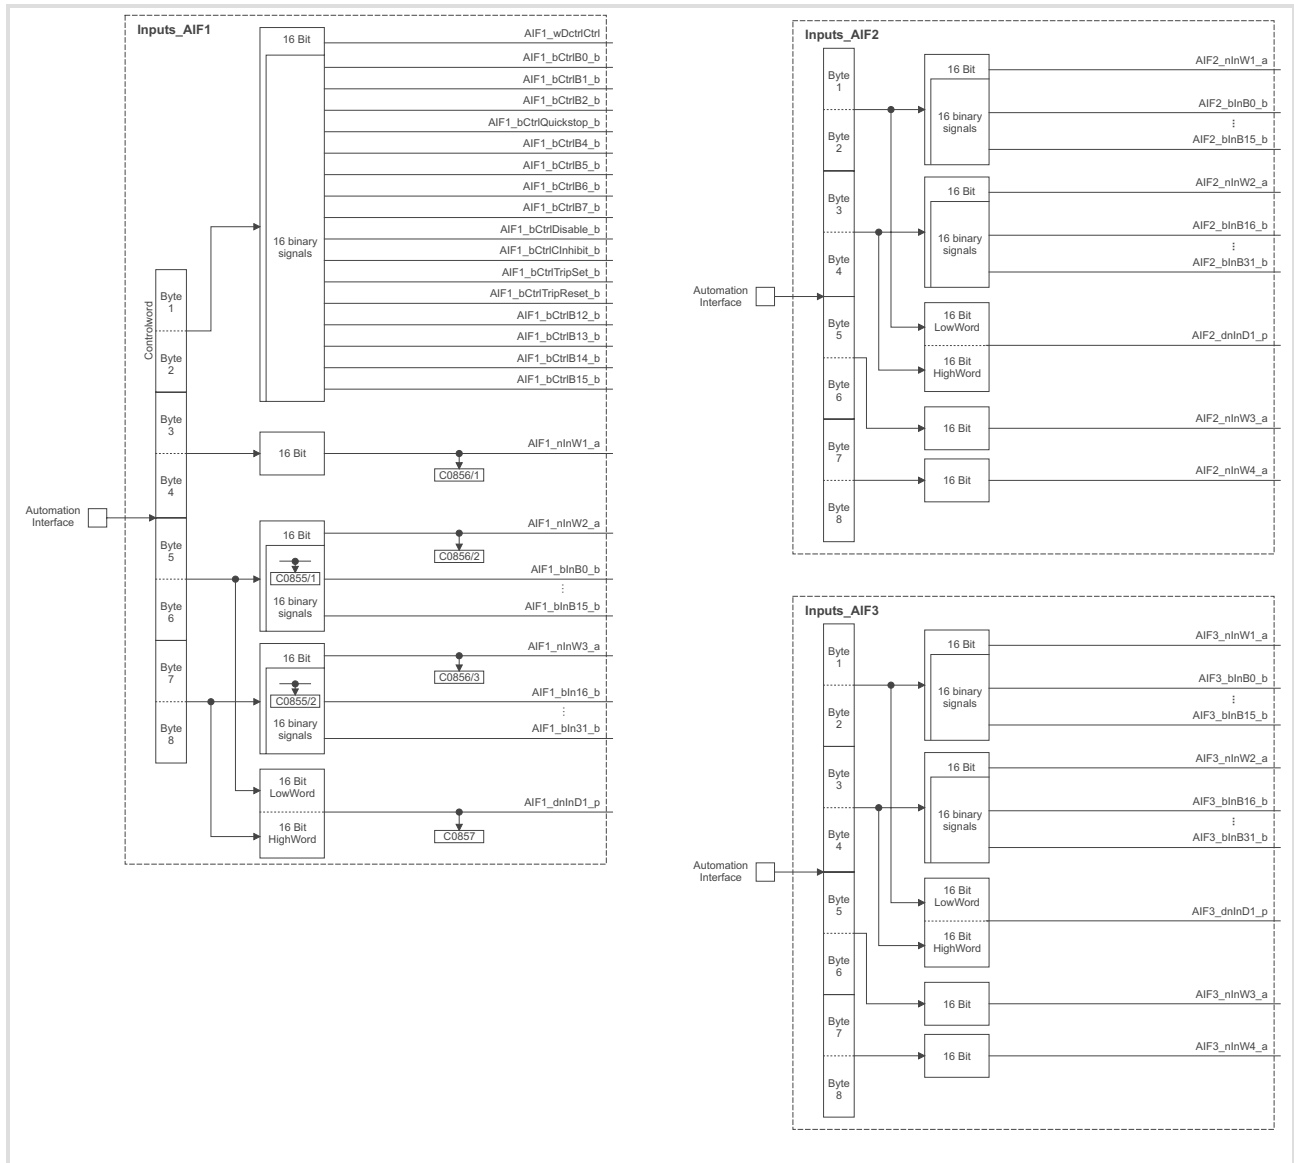 Inputs_AIF1
16 Bit
AIF1_wDctrlCtrl
AIF1_bCtrlB0_b
AIF1_bCtrlB1_b
AIF1_bCtrlB2_b
AIF1_bCtrlQuickstop_b
AIF1_bCtrlB4_b
AIF1_bCtrlB5_b
AIF1_bCtrlB6_b
AIF1_bCtrlB7_b
AIF1_bCtrlDisable_b
AIF1_bCtrlCInhibit_b
AIF1_bCtrlTripSet_b
AIF1_bCtrlTripReset_b
AIF1_bCtrlB12_b
AIF1_bCtrlB13_b
AIF1_bCtrlB14_b
AIF1_bCtrlB15_b
16 binary
signals
Controlword
Byte
1
Byte
2
Byte
3
Byte
4
Byte
5
Byte
6
Byte
7
Byte
8
Automation
Interface
16 Bit
AIF1_nInW1_a
C0856/1
16 Bit
AIF1_nInW2_a
C0856/2
C0855/1
16 binary
signals
AIF1_bInB0_b
AIF1_bInB15_b
16 Bit
AIF1_nInW3_a
C0856/3
C0855/2
16 binary
signals
AIF1_bIn16_b
AIF1_bIn31_b
16 Bit
LowWord
16 Bit
HighWord
AIF1_dnInD1_p
C0857
Inputs_AIF2
Byte
1
Byte
2
Byte
3
Byte
4
Byte
5
Byte
6
Byte
7
Byte
8
Automation
Interface
16 Bit
16 binary
signals
AIF2_nInW1_a
AIF2_bInB0_b
AIF2_bInB15_b
16 Bit
16 binary
signals
AIF2_nInW2_a
AIF2_bInB16_b
AIF2_bInB31_b
16 Bit
LowWord
16 Bit
HighWord
AIF2_dnInD1_p
16 Bit
AIF2_nInW3_a
16 Bit
AIF2_nInW4_a
Inputs_AIF3
Byte
1
Byte
2
Byte
3
Byte
4
Byte
5
Byte
6
Byte
7
Byte
8
Automation
Interface
16 Bit
16 binary
signals
AIF3_nInW1_a
AIF3_bInB0_b
AIF3_bInB15_b
16 Bit
16 binary
signals
AIF3_nInW2_a
AIF3_bInB16_b
AIF3_bInB31_b
16 Bit
LowWord
16 Bit
HighWord
AIF3_dnInD1_p
16 Bit
AIF3_nInW3_a
16 Bit
AIF3_nInW4_a